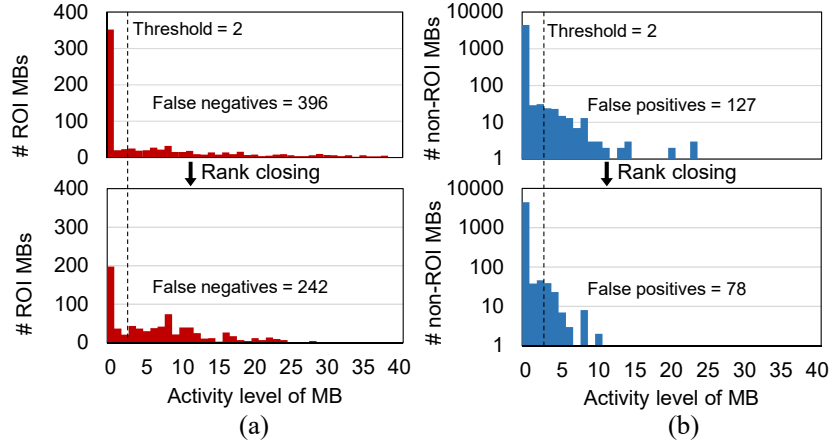 400
300
200
100
0
# ROI MBs
Threshold = 2
False negatives = 396
Rank closing
400
300
200
100
0
# ROI MBs
False negatives = 242
0 5 10 15 20 25 30 35 40
Activity level of MB
(a)
10000
1000
100
10
1
# non-ROI MBs
Threshold = 2
False positives = 127
Rank closing
10000
1000
100
10
1
# non-ROI MBs
False positives = 78
0 5 10 15 20 25 30 35 40
Activity level of MB
(b)